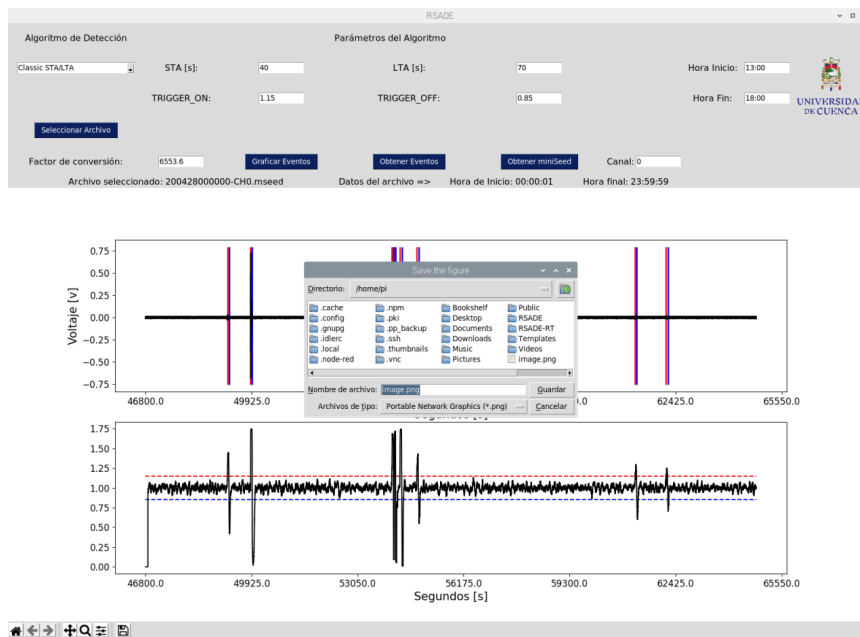 RSADE
Algoritmo de Detección Parámetros del Algoritmo
Classic STA/LTA STA [s]: 40 LTA [s]: 70 Hora Inicio: 13:00
TRIGGER_ON: 1.15 TRIGGER_OFF: 0.85 Hora Fin: 18:00
UNIVERSIDA
DE CUENCA
Seleccionar Archivo
Factor de conversión: 6553.6 Graficar Eventos Obtener Eventos Obtener miniSeed Canal: 0
Archivo seleccionado: 200428000000-CH0.mseed Datos del archivo => Hora de Inicio: 00:00:01 Hora final: 23:59:59
Voltaje [v]
0.75
0.50
0.25
0.00
−0.25
−0.50
−0.75
46800.0 49925.0 .0 62425.0 65550.0
Save the figure
Directorio: /home/pi
.cache .npm Bookshelf Public
.config .pki Desktop RSADE
.gnupg .pp_backup Documents RSADE-RT
.idlerc .ssh Downloads Templates
.local .thumbnails Music Videos
.node-red .vnc Pictures image.png
Nombre de archivo: image.png Guardar
Archivos de tipo: Portable Network Graphics (*.png) Cancelar
Segundos [s]
1.75
1.50
1.25
1.00
0.75
0.50
0.25
0.00
46800.0 49925.0 53050.0 56175.0 59300.0 62425.0 65550.0
Segundos [s]